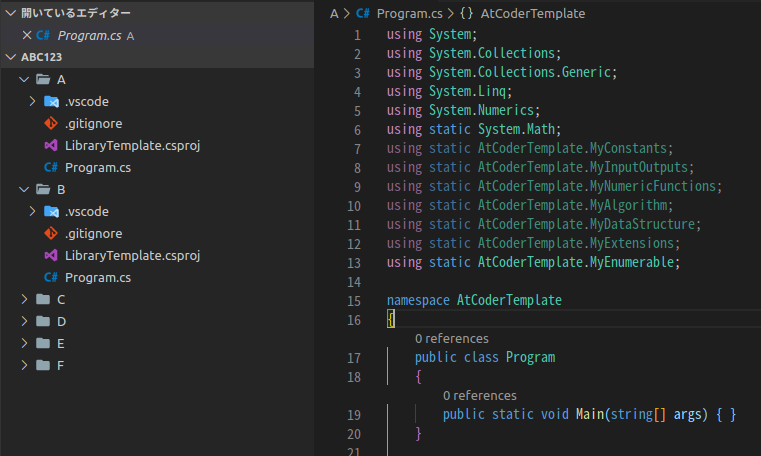 開いているエディター
Program.cs A
ABC123
A
.vscode
.gitignore
LibraryTemplate.csproj
Program.cs
B
.vscode
.gitignore
LibraryTemplate.csproj
Program.cs
C
D
E
F
A > C# Program.cs > {} AtCoderTemplate
1 using System;
2 using System.Collections;
3 using System.Collections.Generic;
4 using System.Linq;
5 using System.Numerics;
6 using static System.Math;
7 using static AtCoderTemplate.MyConstants;
8 using static AtCoderTemplate.MyInputOutputs;
9 using static AtCoderTemplate.MyNumericFunctions;
10 using static AtCoderTemplate.MyAlgorithm;
11 using static AtCoderTemplate.MyDataStructure;
12 using static AtCoderTemplate.MyExtensions;
13 using static AtCoderTemplate.MyEnumerable;
14
15 namespace AtCoderTemplate
16 {
0 references
17 public class Program
18 {
0 references
19 public static void Main(string[] args) { }
20 }
21